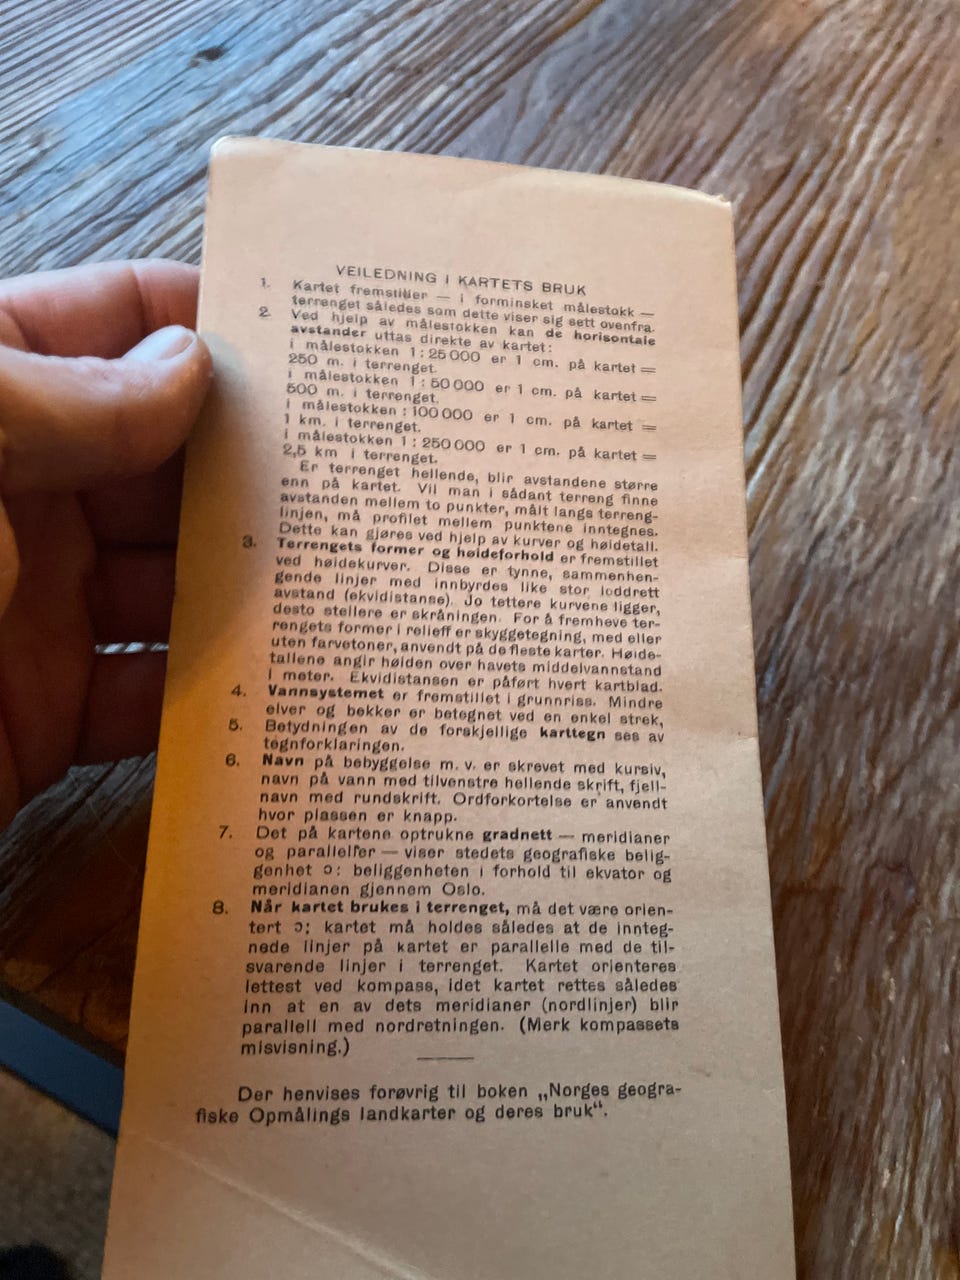 VEILEDNING I KARTETS BRUK
1. Kartet fremstiller — i forminsket målestokk —
terrenget således som dette viser sig sett ovenfra.
2. Ved hjelp av målestokken kan de horisontale
avstander uttas direkte av kartet:
i målestokken 1 : 25 000 er 1 cm. på kartet =
250 m. i terrenget.
i målestokken 1 : 50 000 er 1 cm. på kartet =
500 m. i terrenget.
i målestokken : 100 000 er 1 cm. på kartet =
1 km. i terrenget.
i målestokken 1 : 250 000 er 1 cm. på kartet =
2,5 km i terrenget.
Er terrenget hellende, blir avstandene større
enn på kartet. Vil man i sådant terreng finne
avstanden mellem to punkter, målt langs terreng-
linjen, må profilet mellem punktene inntegnes.
Dette kan gjøres ved hjelp av kurver og høidetall.
3. Terrengets former og høideforhold er fremstillet
ved høidekurver. Disse er tynne, sammenhen-
gende linjer med innbyrdes like stor loddrett
avstand (ekvidistanse). Jo tettere kurvene ligger,
desto stellere er skråningen. For å fremheve ter-
rengets former i relieff er skyggetegning, med eller
uten farvetoner, anvendt på de fleste karter. Høide-
tallene angir høiden over havets middelvannstand
i meter. Ekvidistansen er påført hvert kartblad.
4. Vannsystemet er fremstillet i grunnriss. Mindre
elver og bekker er betegnet ved en enkel strek,
5. Betydningen av de forskjellige karttegn ses av
tegnforklaringen.
6. Navn på bebyggelse m. v. er skrevet med kursiv,
navn på vann med tilvenstre hellende skrift, fjell-
navn med rundskrift. Ordforkortelse er anvendt
hvor plassen er knapp.
7. Det på kartene optrukne gradnett — meridianer
og parallelfer — viser stedets geografiske belig-
genhet ɔ: beliggenheten i forhold til ekvator og
meridianen gjennem Oslo.
8. Når kartet brukes i terrenget, må det være orien-
tert ɔ: kartet må holdes således at de inntegt-
nede linjer på kartet er parallelle med de til-
svarende linjer i terrenget. Kartet orienteres
lettest ved kompass, idet kartet rettes således
inn at en av dets meridianer (nordlinjer) blir
parallell med nordretningen. (Merk kompassets
misvisning.)
Der henvises forøvrig til boken „Norges geogra-
fiske Opmålings landkarter og deres bruk“.